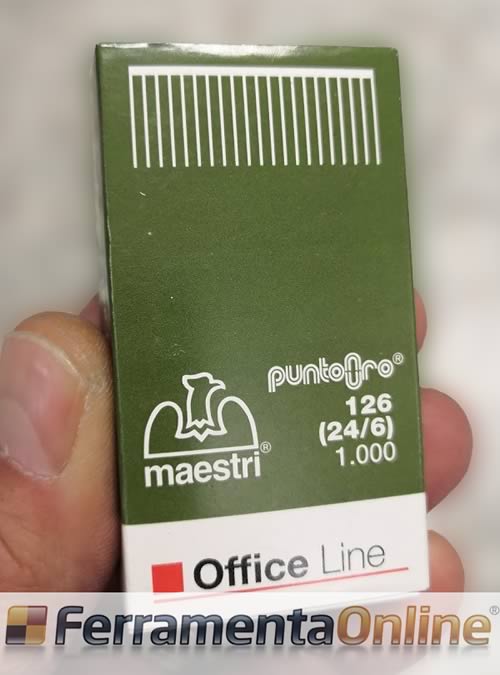 puntoOro®
126
(24/6)
1.000
maestri®
Office Line
FerramentaOnline®